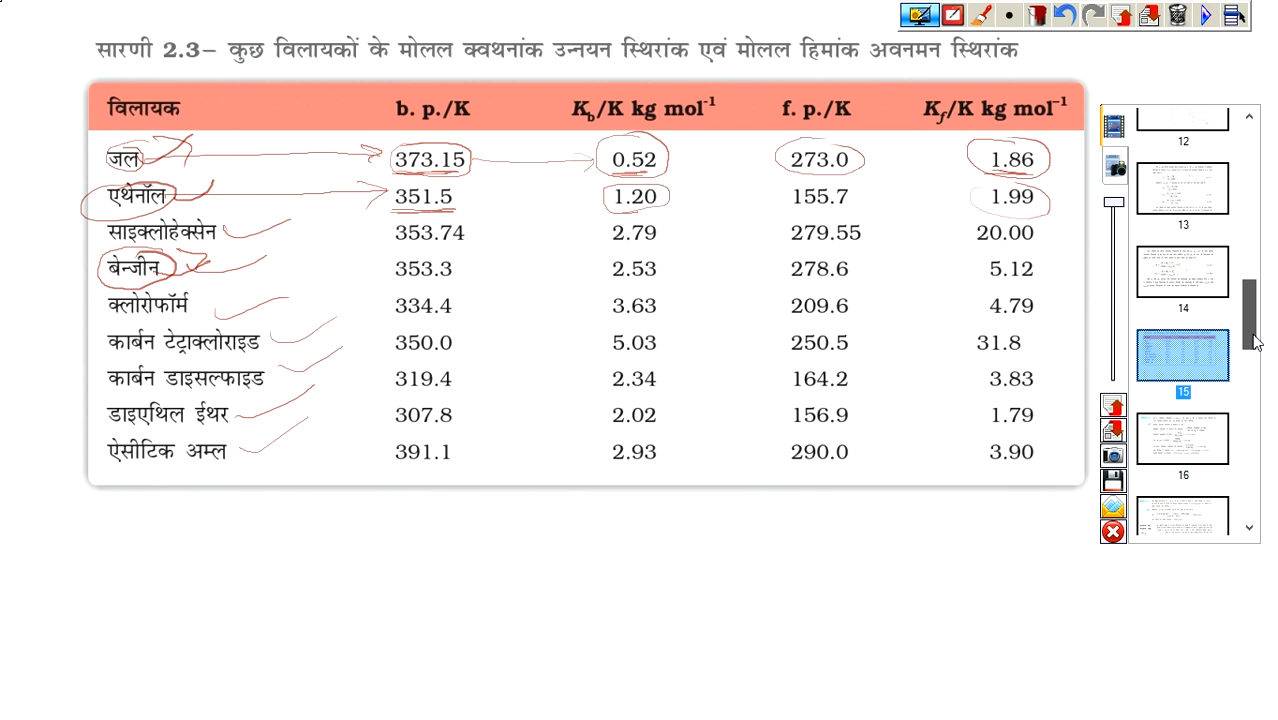 सारणी 2.3– कुछ विलायकों के मोलल क्वथनांक उन्नयन स्थिरांक एवं मोलल हिमांक अवनमन स्थिरांक
विलायक b. p./K Kb/K kg mol-1 f. p./K Kf/K kg mol–1
जल 373.15 0.52 273.0 1.86
एथेनॉल 351.5 1.20 155.7 1.99
साइक्लोहेक्सेन 353.74 2.79 279.55 20.00
बेन्जीन 353.3 2.53 278.6 5.12
क्लोरोफॉर्म 334.4 3.63 209.6 4.79
कार्बन टेट्राक्लोराइड 350.0 5.03 250.5 31.8
कार्बन डाइसल्फाइड 319.4 2.34 164.2 3.83
डाइएथिल ईथर 307.8 2.02 156.9 1.79
ऐसीटिक अम्ल 391.1 2.93 290.0 3.90
12
13
14
15
16